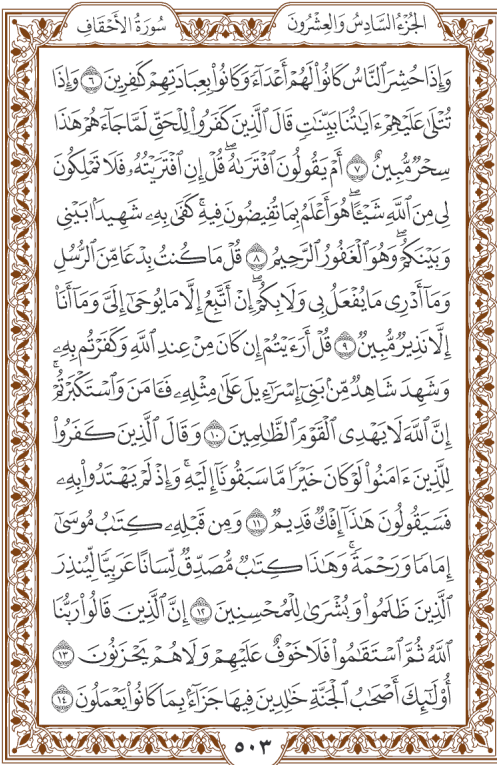 سُورَةُ الأَحْقَافِ الجُزْءُ السَّادِسُ وَالعِشْرُونَ
وَإِذَا حُشِرَ ٱلنَّاسُ كَانُوا۟ لَهُمْ أَعْدَآءً وَكَانُوا۟ بِعِبَادَتِهِمْ كَٰفِرِينَ ٦ وَإِذَا
تُتْلَىٰ عَلَيْهِمْ ءَايَٰتُنَا بَيِّنَٰتٍ قَالَ ٱلَّذِينَ كَفَرُوا۟ لِلْحَقِّ لَمَّا جَآءَهُمْ هَٰذَا
سِحْرٌ مُّبِينٌ ٧ أَمْ يَقُولُونَ ٱفْتَرَىٰهُ ۖ قُلْ إِنِ ٱفْتَرَيْتُهُۥ فَلَا تَمْلِكُونَ
لِى مِنَ ٱللَّهِ شَيْـًٔا ۖ هُوَ أَعْلَمُ بِمَا تُفِيضُونَ فِيهِ ۖ كَفَىٰ بِهِۦ شَهِيدًۢا بَيْنِى
وَبَيْنَكُمْ ۖ وَهُوَ ٱلْغَفُورُ ٱلرَّحِيمُ ٨ قُلْ مَا كُنتُ بِدْعًا مِّنَ ٱلرُّسُلِ
وَمَآ أَدْرِى مَا يُفْعَلُ بِى وَلَا بِكُمْ ۖ إِنْ أَتَّبِعُ إِلَّا مَا يُوحَىٰٓ إِلَىَّ وَمَآ أَنَا۠
إِلَّا نَذِيرٌ مُّبِينٌ ٩ قُلْ أَرَءَيْتُمْ إِن كَانَ مِنْ عِندِ ٱللَّهِ وَكَفَرْتُم بِهِۦ
وَشَهِدَ شَاهِدٌ مِّنۢ بَنِىٓ إِسْرَٰٓءِيلَ عَلَىٰ مِثْلِهِۦ فَـَٔامَنَ وَٱسْتَكْبَرْتُمْ ۖ
إِنَّ ٱللَّهَ لَا يَهْدِى ٱلْقَوْمَ ٱلظَّٰلِمِينَ ١٠ وَقَالَ ٱلَّذِينَ كَفَرُوا۟
لِلَّذِينَ ءَامَنُوا۟ لَوْ كَانَ خَيْرًا مَّا سَبَقُونَآ إِلَيْهِ ۚ وَإِذْ لَمْ يَهْتَدُوا۟ بِهِۦ
فَسَيَقُولُونَ هَٰذَآ إِفْكٌ قَدِيمٌ ١١ وَمِن قَبْلِهِۦ كِتَٰبُ مُوسَىٰٓ
إِمَامًا وَرَحْمَةً ۚ وَهَٰذَا كِتَٰبٌ مُّصَدِّقٌ لِّسَانًا عَرَبِيًّا لِّيُنذِرَ
ٱلَّذِينَ ظَلَمُوا۟ وَبُشْرَىٰ لِلْمُحْسِنِينَ ١٢ إِنَّ ٱلَّذِينَ قَالُوا۟ رَبُّنَا
ٱللَّهُ ثُمَّ ٱسْتَقَٰمُوا۟ فَلَا خَوْفٌ عَلَيْهِمْ وَلَا هُمْ يَحْزَنُونَ ١٣
أُو۟لَٰٓئِكَ أَصْحَٰبُ ٱلْجَنَّةِ خَٰلِدِينَ فِيهَا جَزَآءًۢ بِمَا كَانُوا۟ يَعْمَلُونَ ١٤
٥٠٣